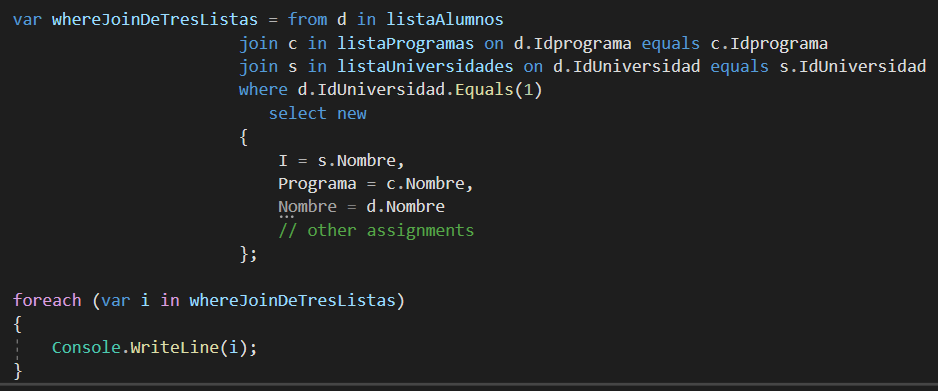 var whereJoinDeTresListas = from d in listaAlumnos
join c in listaProgramas on d.Idprograma equals c.Idprograma
join s in listaUniversidades on d.IdUniversidad equals s.IdUniversidad
where d.IdUniversidad.Equals(1)
select new
{
I = s.Nombre,
Programa = c.Nombre,
Nombre = d.Nombre
// other assignments
};
foreach (var i in whereJoinDeTresListas)
{
Console.WriteLine(i);
}